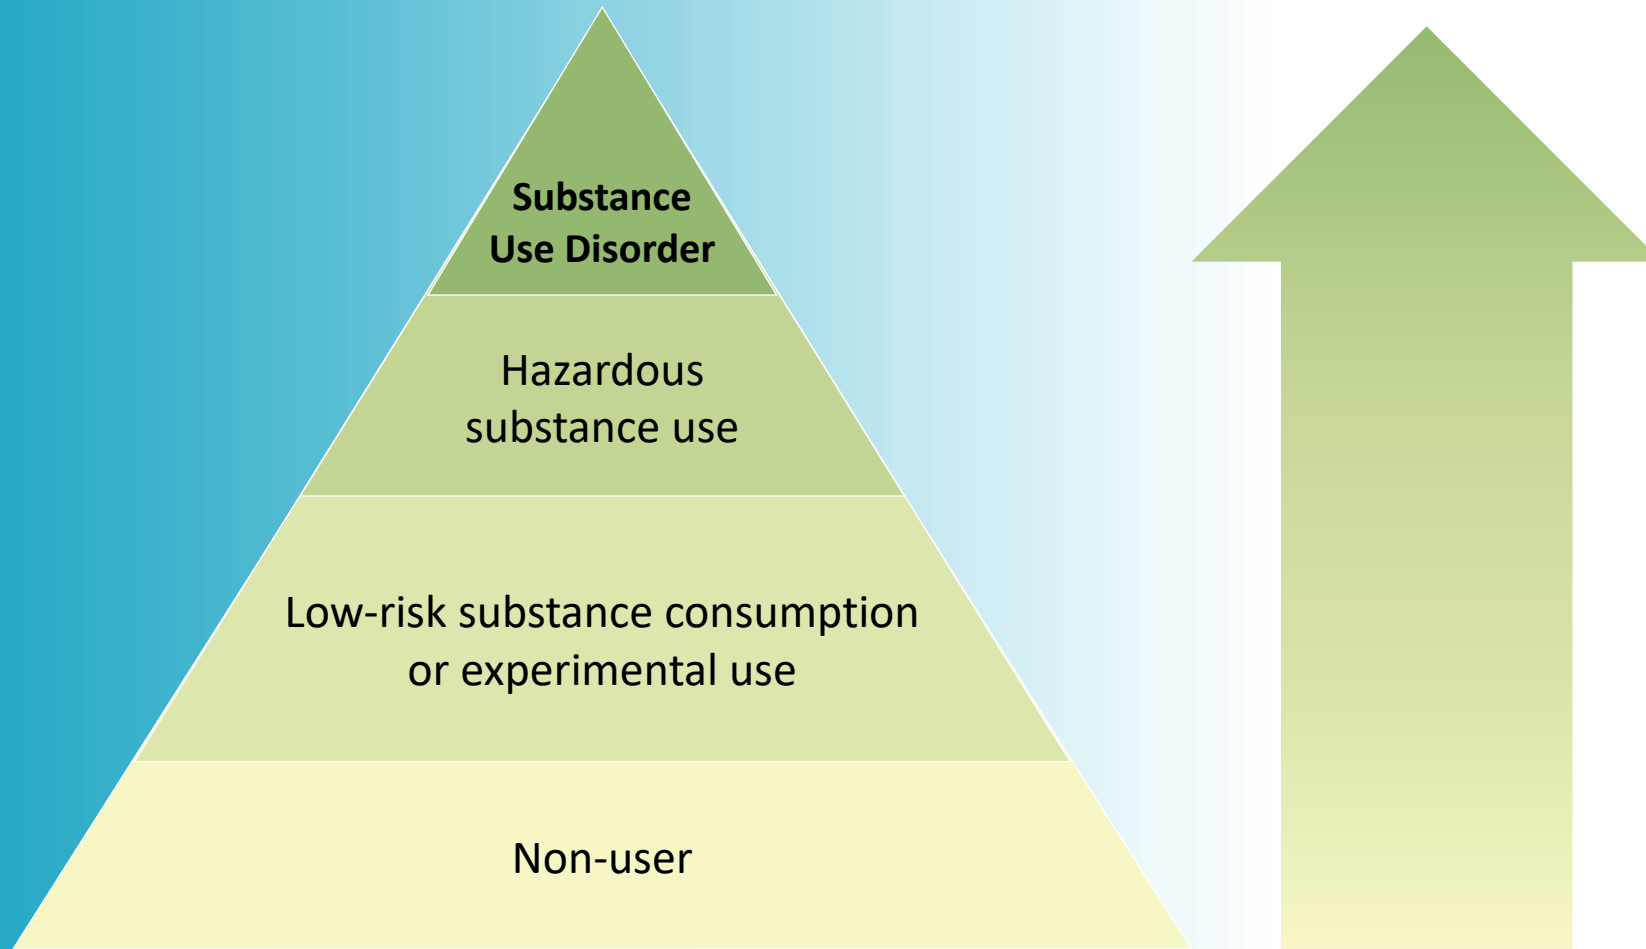 Substance
Use Disorder
Hazardous
substance use
Low-risk substance consumption
or experimental use
Non-user